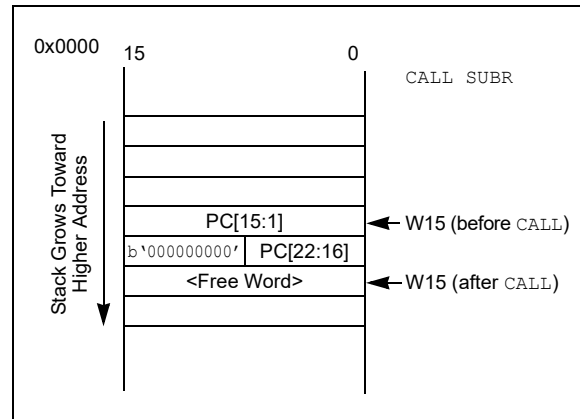 0x0000
15 0
CALL SUBR
Stack Grows Toward
Higher Address
PC[15:1]
W15 (before CALL)
b‘000000000’ PC[22:16]
<Free Word>
W15 (after CALL)